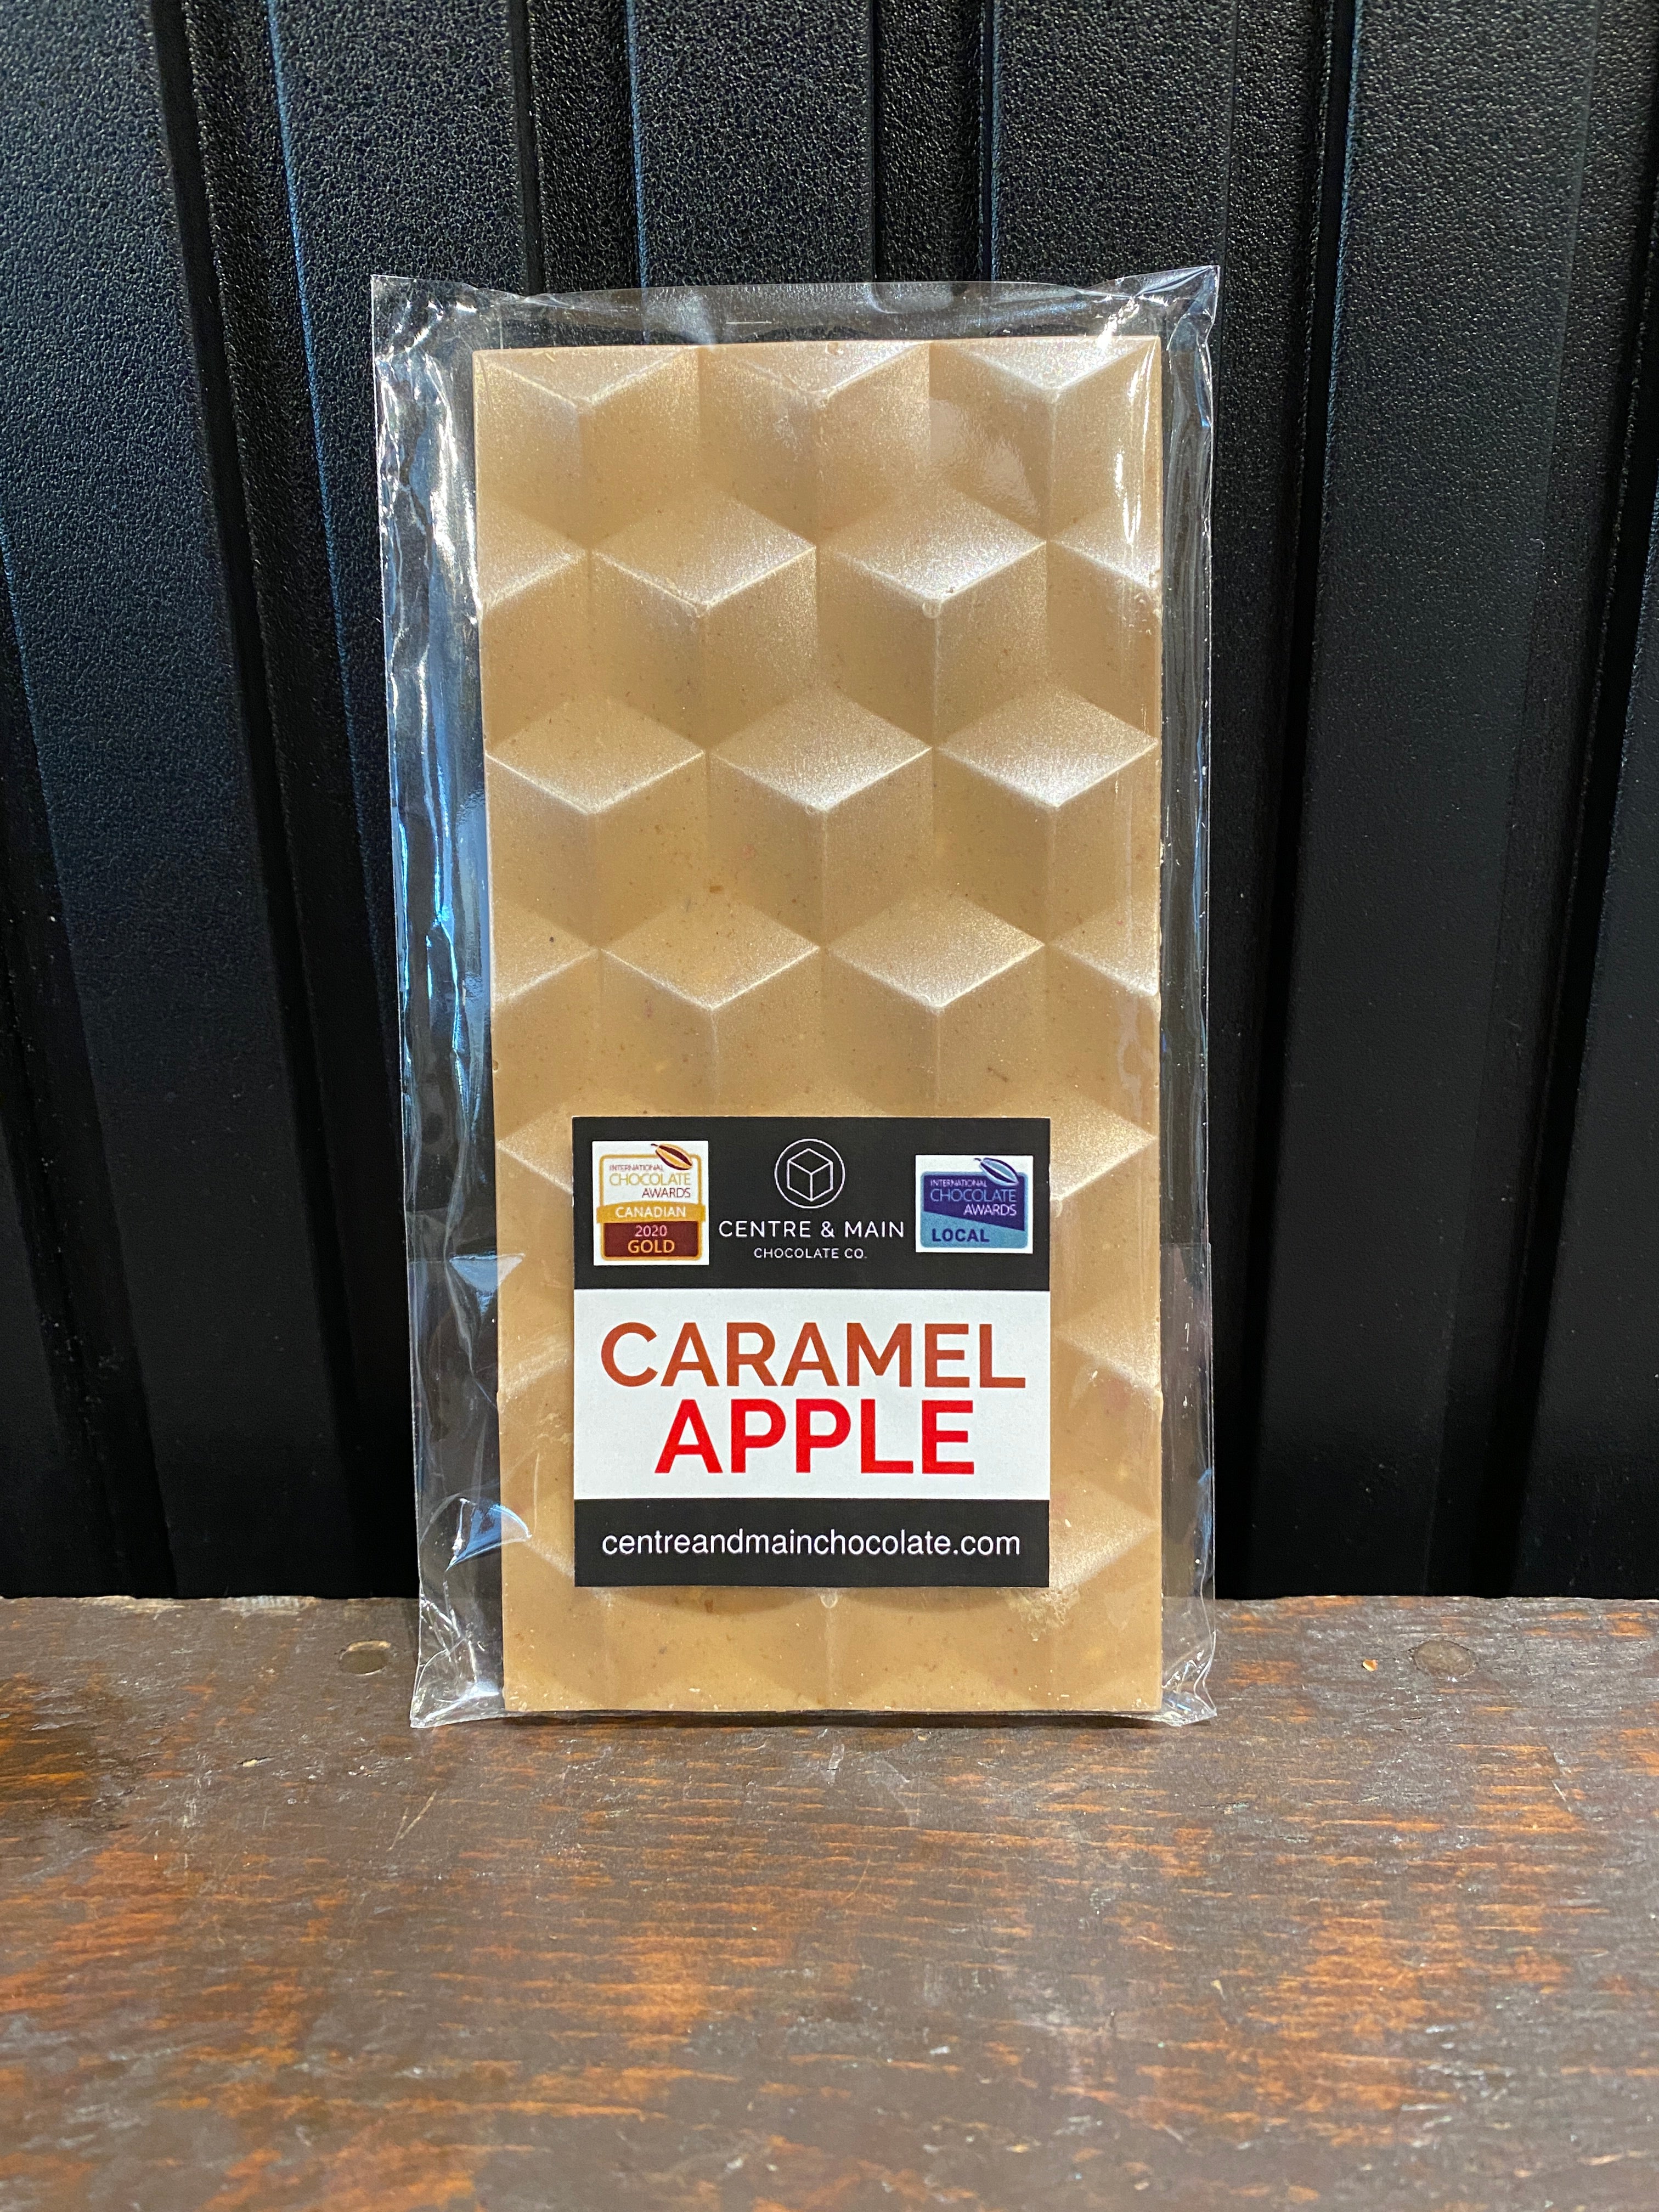 INTERNATIONAL
CHOCOLATE
AWARDS
CANADIAN
2020
GOLD
CENTRE & MAIN
CHOCOLATE CO.
INTERNATIONAL
CHOCOLATE
AWARDS
LOCAL
CARAMEL
APPLE
centreandmainchocolate.com